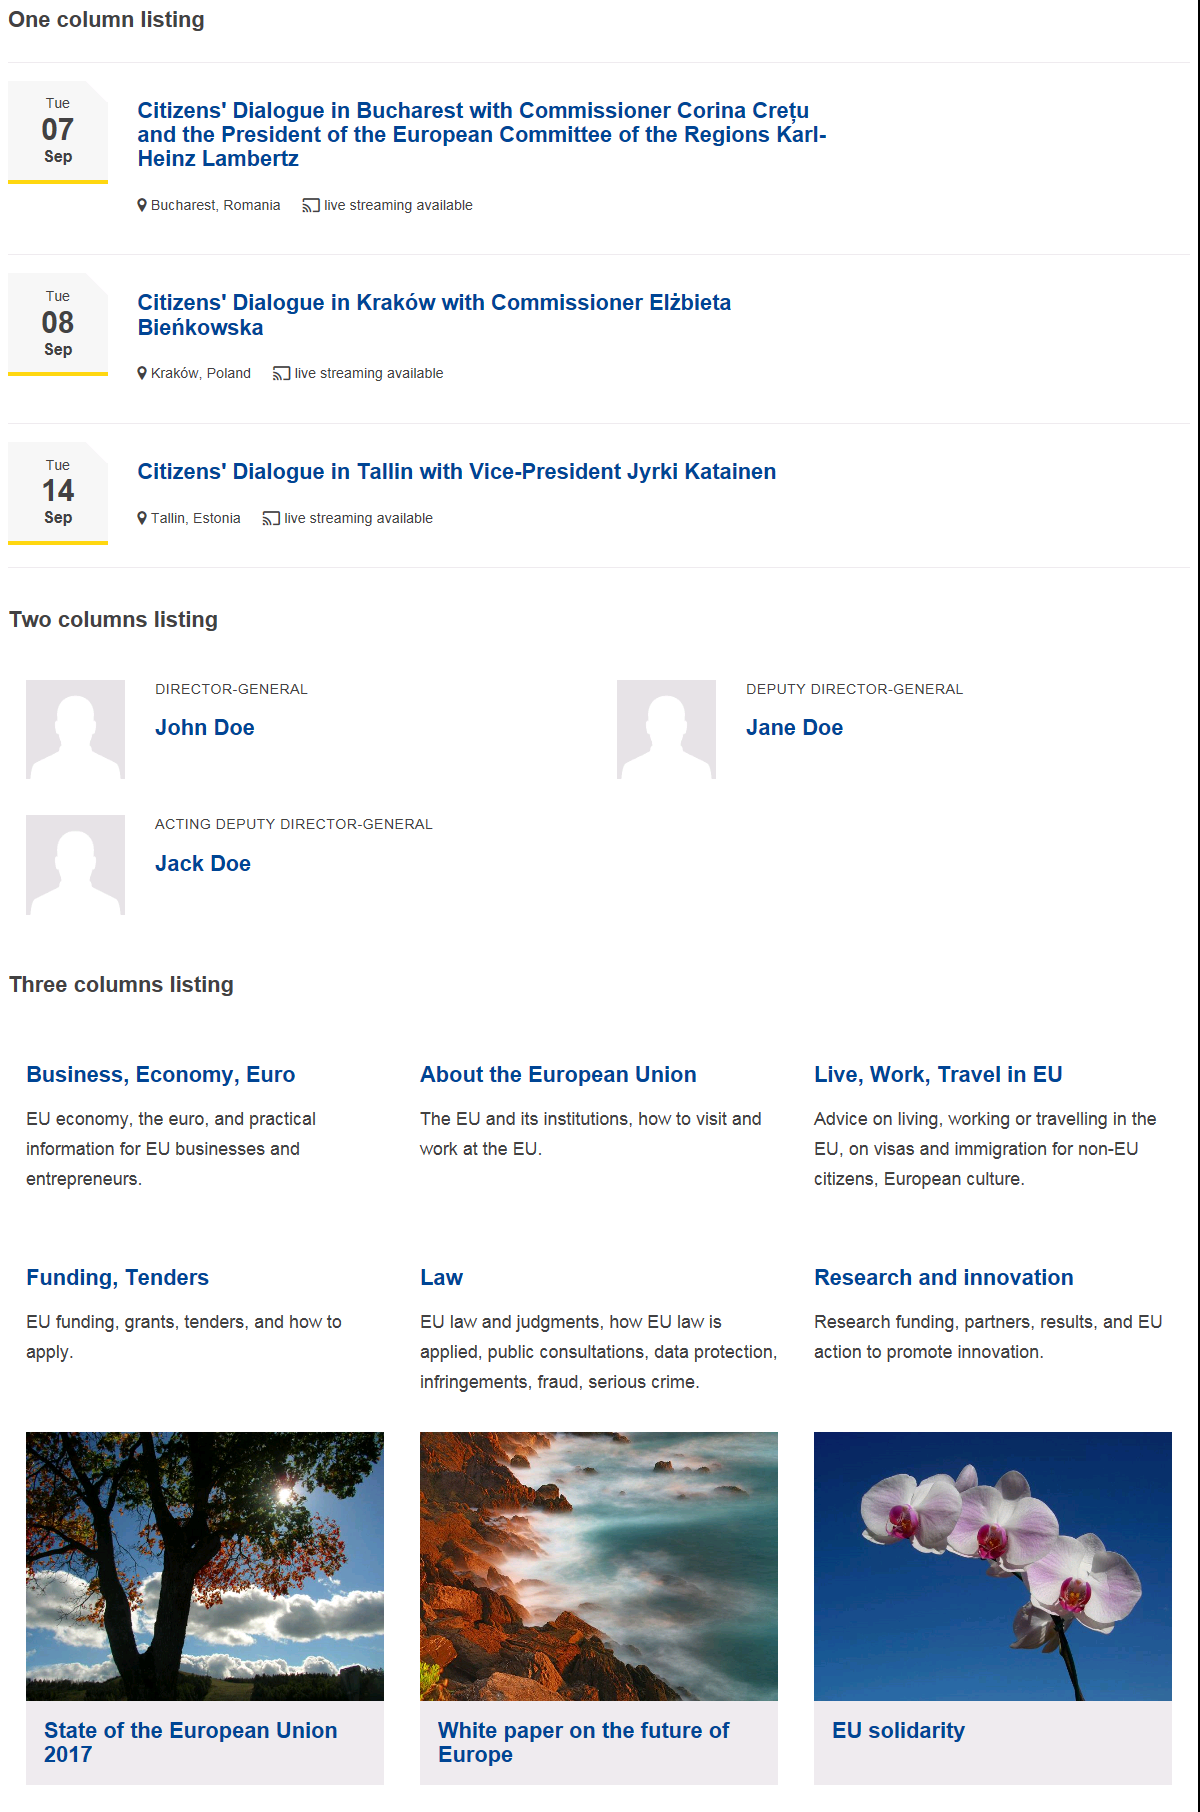 One column listing
Tue
07
Sep
Citizens' Dialogue in Bucharest with Commissioner Corina Crețu
and the President of the European Committee of the Regions Karl-
Heinz Lambertz
Bucharest, Romania live streaming available
Tue
08
Sep
Citizens' Dialogue in Kraków with Commissioner Elżbieta
Bieńkowska
Kraków, Poland live streaming available
Tue
14
Sep
Citizens' Dialogue in Tallin with Vice-President Jyrki Katainen
Tallin, Estonia live streaming available
Two columns listing
DIRECTOR-GENERAL
John Doe
DEPUTY DIRECTOR-GENERAL
Jane Doe
ACTING DEPUTY DIRECTOR-GENERAL
Jack Doe
Three columns listing
Business, Economy, Euro
EU economy, the euro, and practical
information for EU businesses and
entrepreneurs.
About the European Union
The EU and its institutions, how to visit and
work at the EU.
Live, Work, Travel in EU
Advice on living, working or travelling in the
EU, on visas and immigration for non-EU
citizens, European culture.
Funding, Tenders
EU funding, grants, tenders, and how to
apply.
Law
EU law and judgments, how EU law is
applied, public consultations, data protection,
infringements, fraud, serious crime.
Research and innovation
Research funding, partners, results, and EU
action to promote innovation.
State of the European Union
2017
White paper on the future of
Europe
EU solidarity